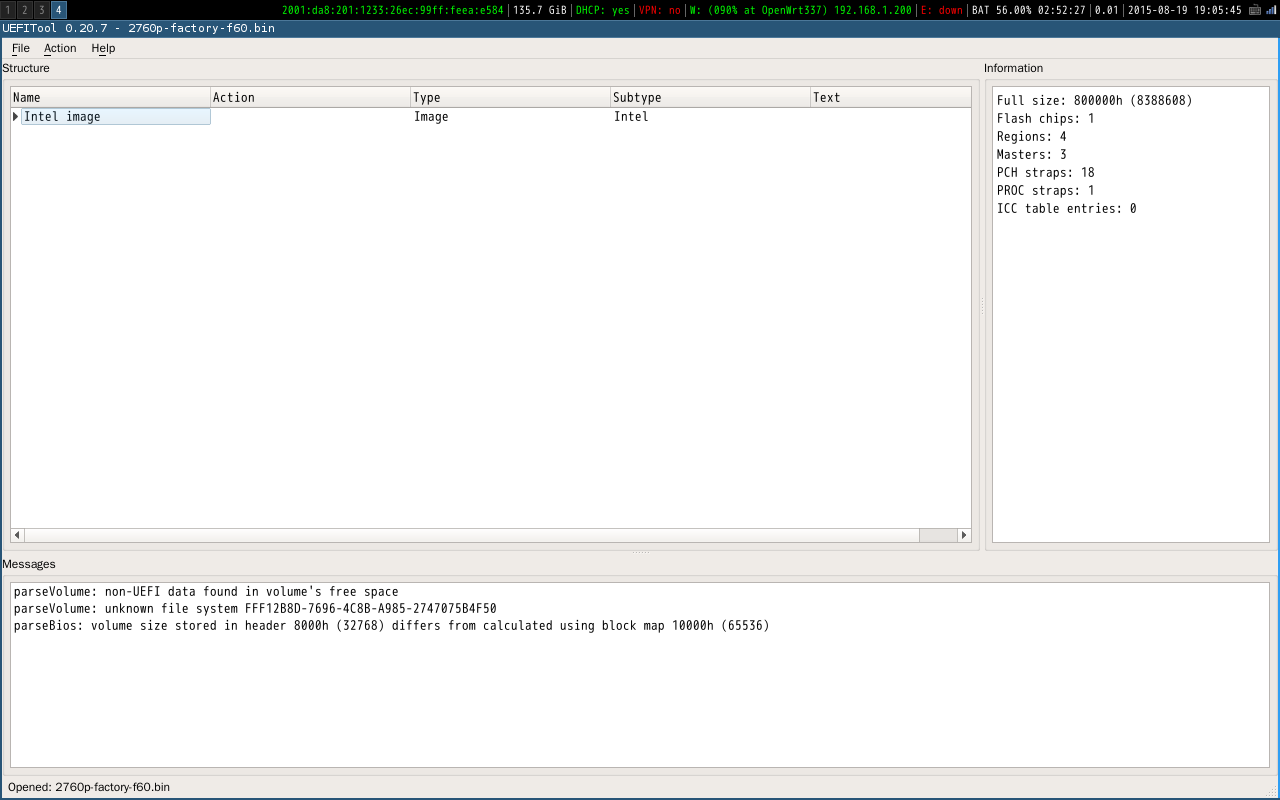 1 2 3 4 2001:da8:201:1233:26ec:99ff:feea:e584 135.7 GiB DHCP: yes VPN: no W: (090% at OpenWrt337) 192.168.1.200 E: down BAT 56.00% 02:52:27 0.01 2015-08-19 19:05:45
UEFITool 0.20.7 - 2760p-factory-f60.bin
File Action Help
Structure
Name Action Type Subtype Text
Intel image Image Intel
Information
Full size: 800000h (8388608)
Flash chips: 1
Regions: 4
Masters: 3
PCH straps: 18
PROC straps: 1
ICC table entries: 0
Messages
parseVolume: non-UEFI data found in volume's free space
parseVolume: unknown file system FFF12B8D-7696-4C8B-A985-2747075B4F50
parseBios: volume size stored in header 8000h (32768) differs from calculated using block map 10000h (65536)
Opened: 2760p-factory-f60.bin